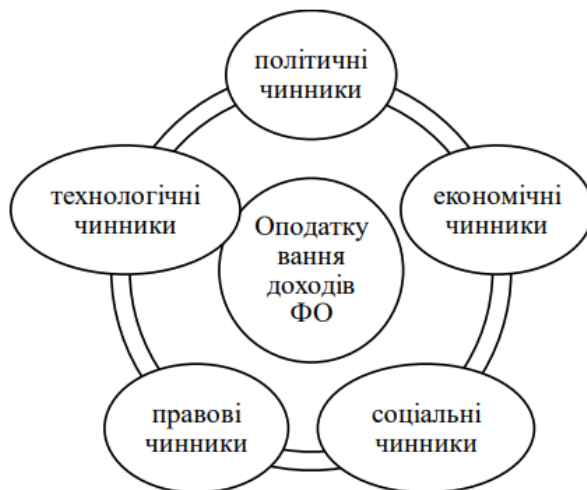 політичні
чинники
технологічні
чинники
економічні
чинники
Оподатку
вання
доходів
ФО
правові
чинники
соціальні
чинники